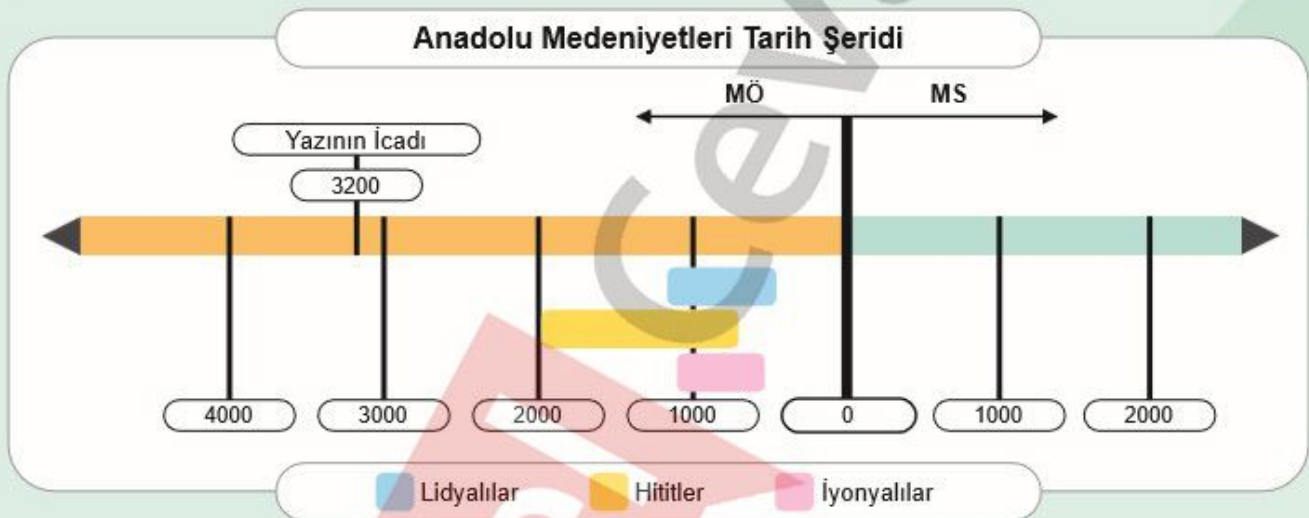 Anadolu Medeniyetleri Tarih Şeridi
MÖ MS
Yazının İcadı
3200
4000 3000 2000 1000 0 1000 2000
Lidyalılar Hititler İyonyalılar